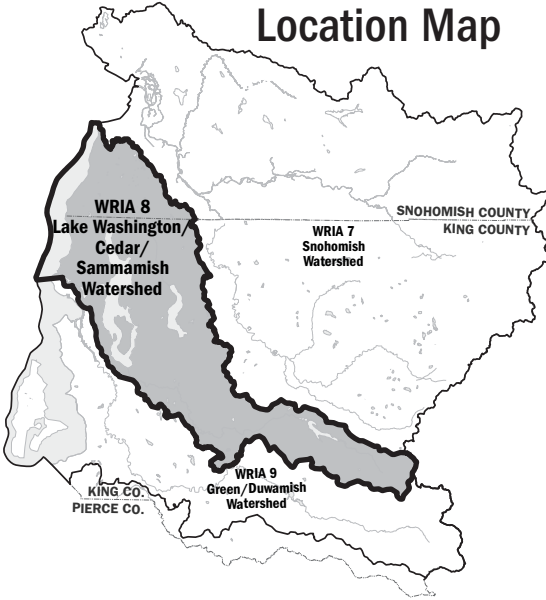 Location Map
WRIA 8
Lake Washington/
Cedar/
Sammamish
Watershed
SNOHOMISH COUNTY
KING COUNTY
WRIA 7
Snohomish
Watershed
WRIA 9
Green/Duwamish
Watershed
KING CO.
PIERCE CO.